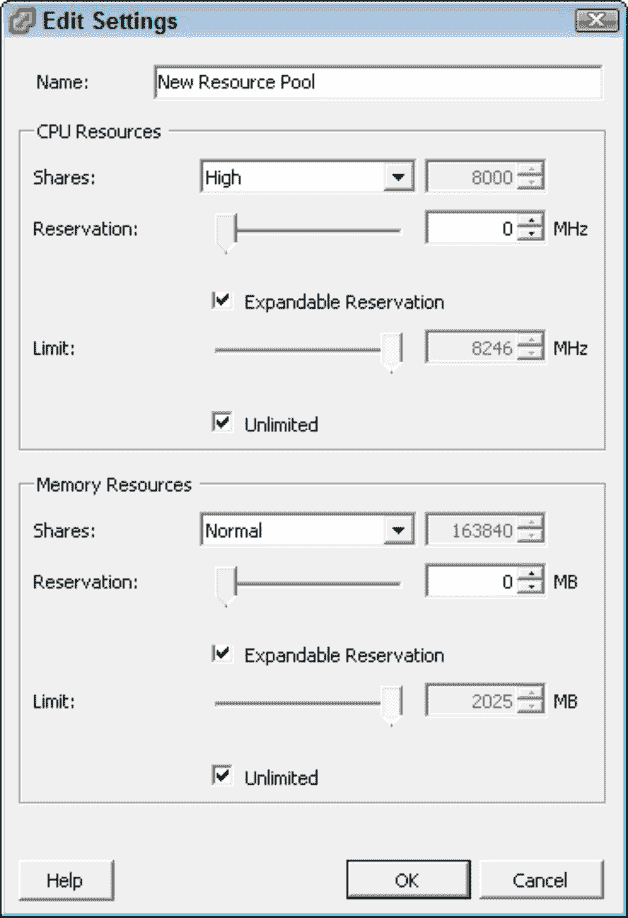 Edit Settings
Name: New Resource Pool
CPU Resources
Shares: High 8000
Reservation: 0 MHz
Expandable Reservation
Limit: 8246 MHz
Unlimited
Memory Resources
Shares: Normal 163840
Reservation: 0 MB
Expandable Reservation
Limit: 2025 MB
Unlimited
Help OK Cancel